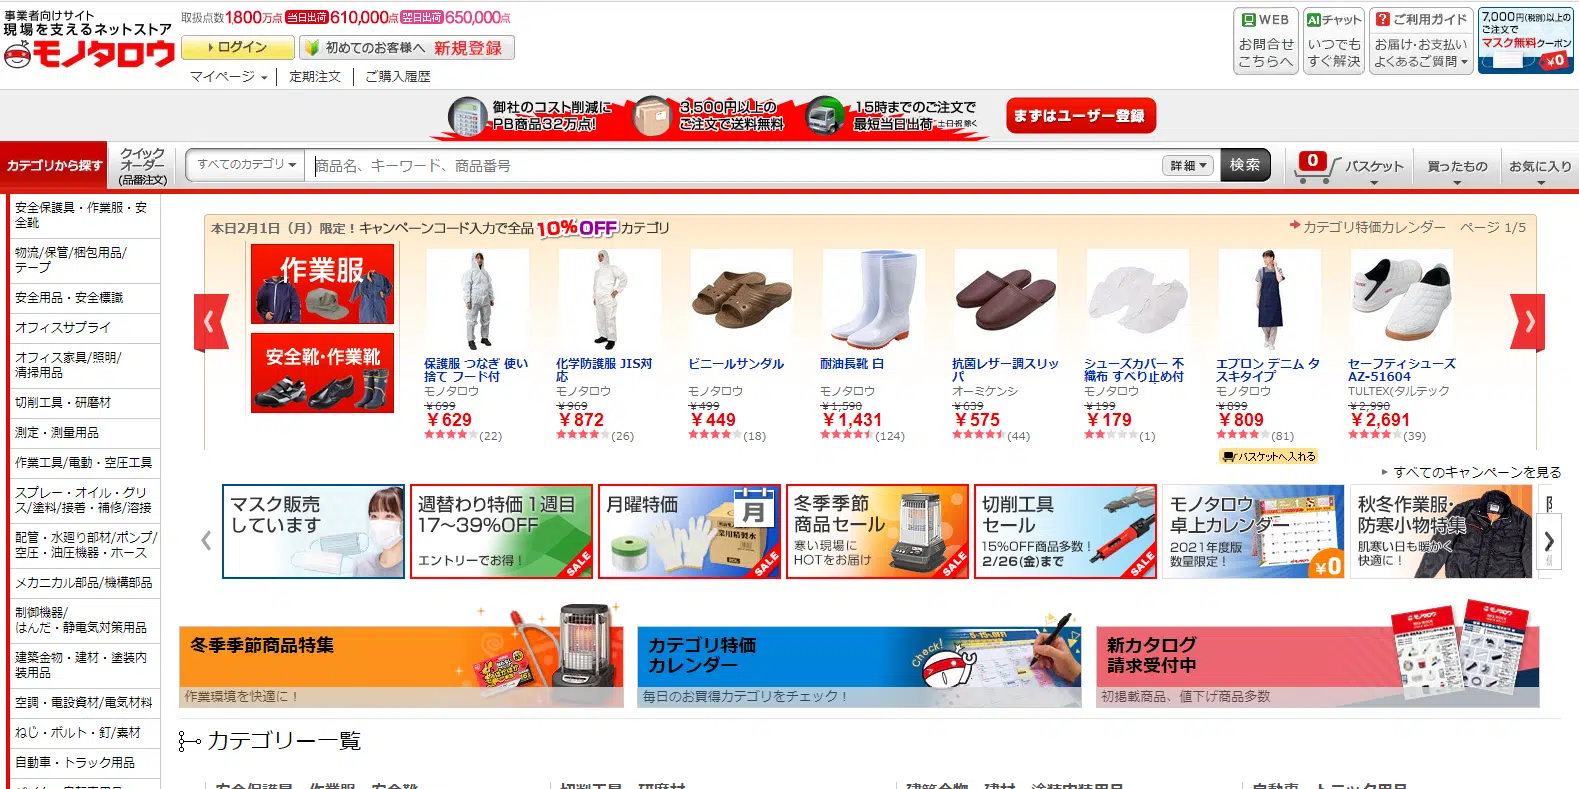 事業者向けサイト
現場を支えるネットストア
モノタロウ
取扱点数1800万点 当日出荷610,000点 翌日出荷650,000点
ログイン
初めてのお客様へ 新規登録
マイページ
定期注文
ご購入履歴
WEB
お問合せ
こちらへ
AIチャット
いつでも
すぐ解決
? ご利用ガイド
お届け・お支払い
よくあるご質問
7,000円(税別)以上の
ご注文で
マスク無料クーポン
¥0
御社のコスト削減に
PB商品32万点!
3,500円以上の
ご注文で送料無料
15時までのご注文で
最短当日出荷 *土日祝 除く
まずはユーザー登録
カテゴリから探す
クイック
オーダー
(品番注文)
すべてのカテゴリ
商品名、キーワード、商品番号
詳細
検索
0
バスケット
買ったもの
お気に入り
安全保護具・作業服・安
全靴
物流/保管/梱包用品/
テープ
安全用品・安全標識
オフィスサプライ
オフィス家具/照明/
清掃用品
切削工具・研磨材
測定・測量用品
作業工具/電動・空圧工具
スプレー・オイル・グリ
ス/塗料/接着・補修/溶接
配管・水廻り部材/ポンプ/
空圧・油圧機器・ホース
メカニカル部品/機構部品
制御機器/
はんだ・静電気対策用品
建築金物・建材・塗装内
装用品
空調・電設資材/電気材料
ねじ・ボルト・釘/素材
自動車・トラック用品
本日2月1日（月）限定！キャンペーンコード入力で全品10%OFFカテゴリ
カテゴリ特価カレンダー
ページ 1/5
作業服
安全靴・作業靴
保護服 つなぎ 使い
捨て フード付
モノタロウ
￥699
￥629
(22)
化学防護服 JIS対
応
モノタロウ
￥969
￥872
(26)
ビニールサンダル
モノタロウ
￥499
￥449
(18)
耐油長靴 白
モノタロウ
￥1,590
￥1,431
(124)
抗菌レザー調スリッ
パ
オーミケンシ
￥639
￥575
(44)
シューズカバー 不
織布 すべり止め付
モノタロウ
￥199
￥179
(1)
エプロン デニム タ
スキタイプ
モノタロウ
￥899
￥809
(81)
バスケットへ入れる
セーフティシューズ
AZ-51604
TULTEX(タルテック
￥2,990
￥2,691
(39)
すべてのキャンペーンを見る
マスク販売
しています
週替わり特価 1週目
17～39%OFF
エントリーでお得！
SALE
月曜特価
月
SALE
冬季季節
商品セール
寒い現場に
HOTをお届け
SALE
切削工具
セール
15%OFF商品多数！
2/26(金)まで
SALE
モノタロウ
卓上カレンダー
2021年度版
数量限定！
¥0
秋冬作業服・
防寒小物特集
肌寒い日も暖かく
快適に！
冬季季節商品特集
作業環境を快適に！
カテゴリ特価
カレンダー
Check!
毎日のお買得カテゴリをチェック！
新カタログ
請求受付中
初掲載商品、値下げ商品多数
カテゴリー一覧
安全保護具・作業服・安全靴
切削工具・研磨材
建築金物・建材・塗装内装用品
自動車・トラック用品